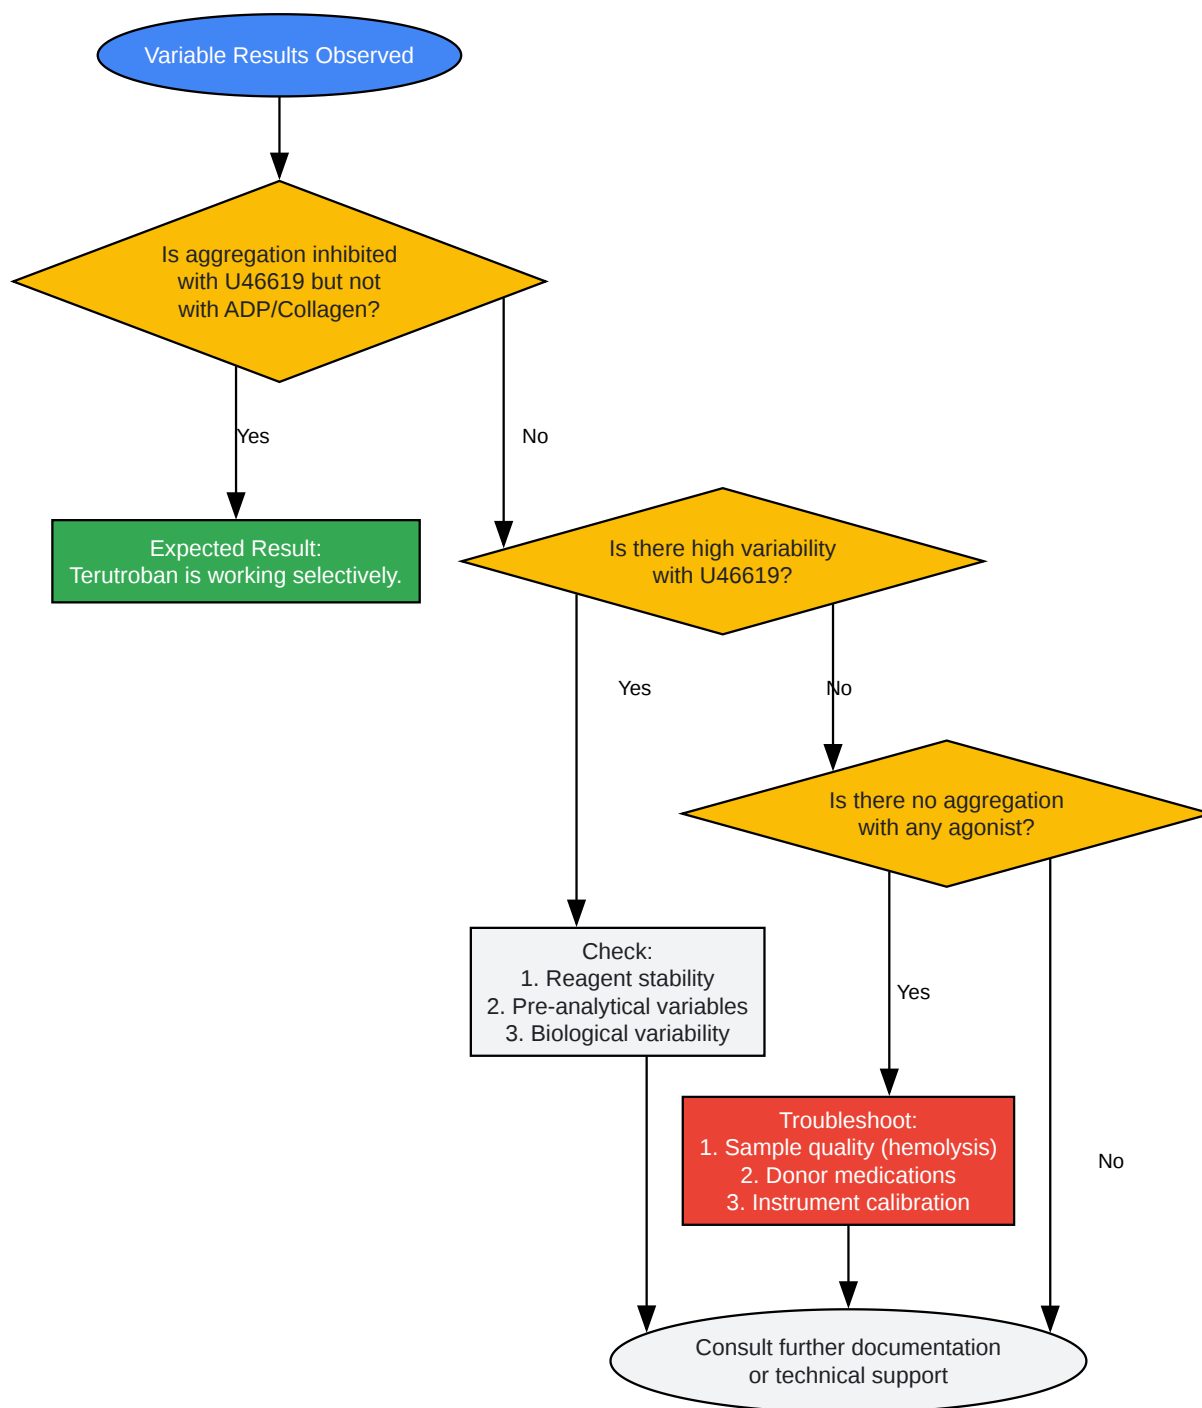 Variable Results Observed
Is aggregation inhibited
with U46619 but not
with ADP/Collagen?
Yes
No
Expected Result:
Terutroban is working selectively.
Is there high variability
with U46619?
Yes
No
Is there no aggregation
with any agonist?
Check:
1. Reagent stability
2. Pre-analytical variables
3. Biological variability
Yes
No
Troubleshoot:
1. Sample quality (hemolysis)
2. Donor medications
3. Instrument calibration
Consult further documentation
or technical support